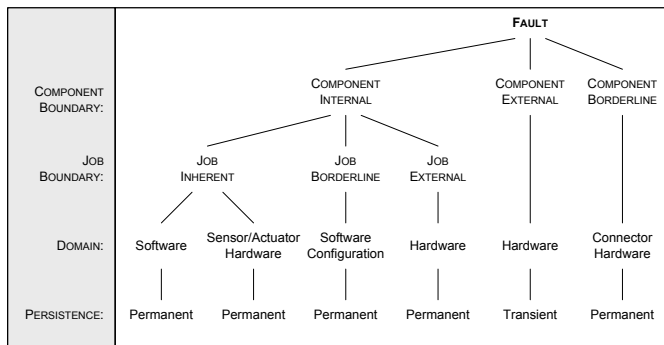 FAULT
COMPONENT BOUNDARY:
COMPONENT INTERNAL
COMPONENT EXTERNAL
COMPONENT BORDERLINE
JOB BOUNDARY:
JOB INHERENT
JOB BORDERLINE
JOB EXTERNAL
DOMAIN:
Software
Sensor/Actuator Hardware
Software Configuration
Hardware
Hardware
Connector Hardware
PERSISTENCE:
Permanent
Permanent
Permanent
Permanent
Transient
Permanent